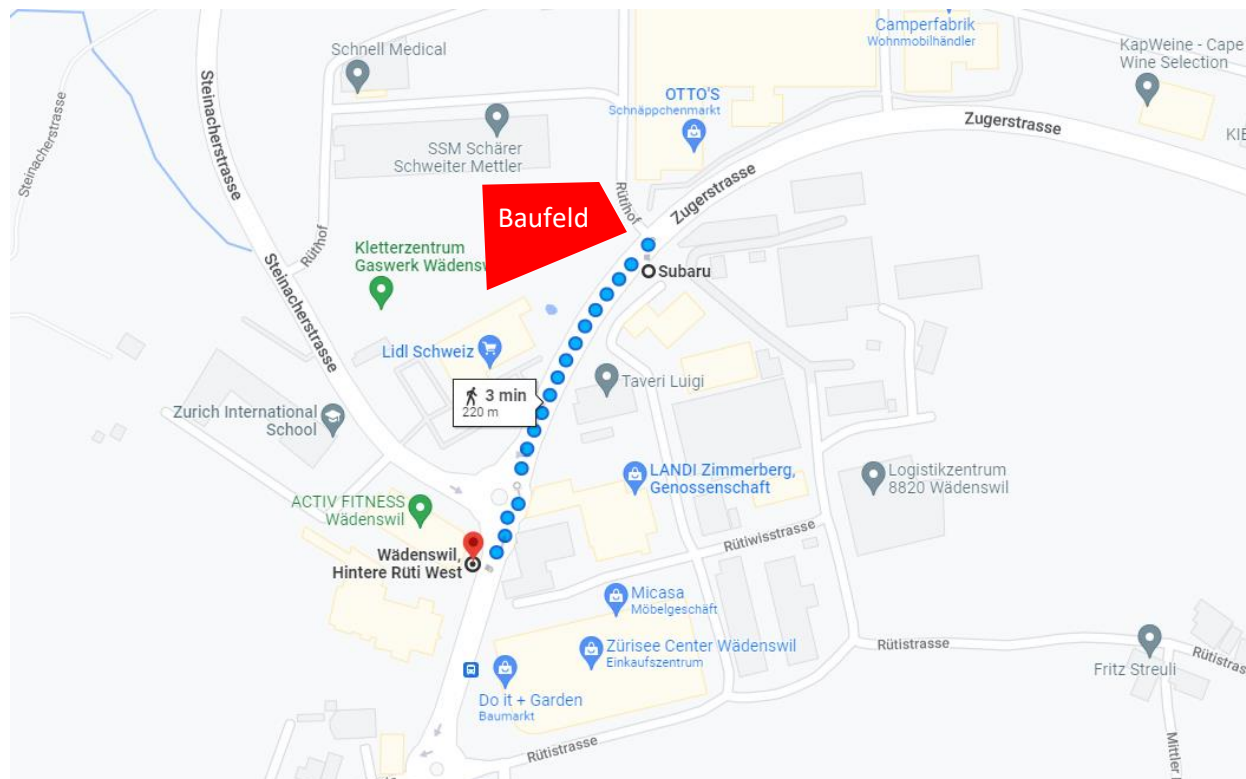 Camperfabrik
Wohnmobilhändler
KapWeine - Cape
Wine Selection
Schnell Medical
Steinacherstrasse
Steinacherstrasse
OTTO'S
Schnäppchenmarkt
Zugerstrasse
SSM Schärer
Schweiter Mettler
Rütihof
Zugerstrasse
Baufeld
Rütihof
Kletterzentrum
Gaswerk Wädensw
Steinacherstrasse
Subaru
Lidl Schweiz
3 min
220 m
Taveri Luigi
Zurich International
School
LANDI Zimmerberg,
Genossenschaft
Logistikzentrum
8820 Wädenswil
ACTIV FITNESS
Wädenswil
Rütiwisstrasse
Wädenswil,
Hintere Rüti West
Micasa
Möbelgeschäft
Zürisee Center Wädenswil
Einkaufszentrum
Rütistrasse
Fritz Streuli
Rütistras
Do it + Garden
Baumarkt
Rütistrasse
Mittler